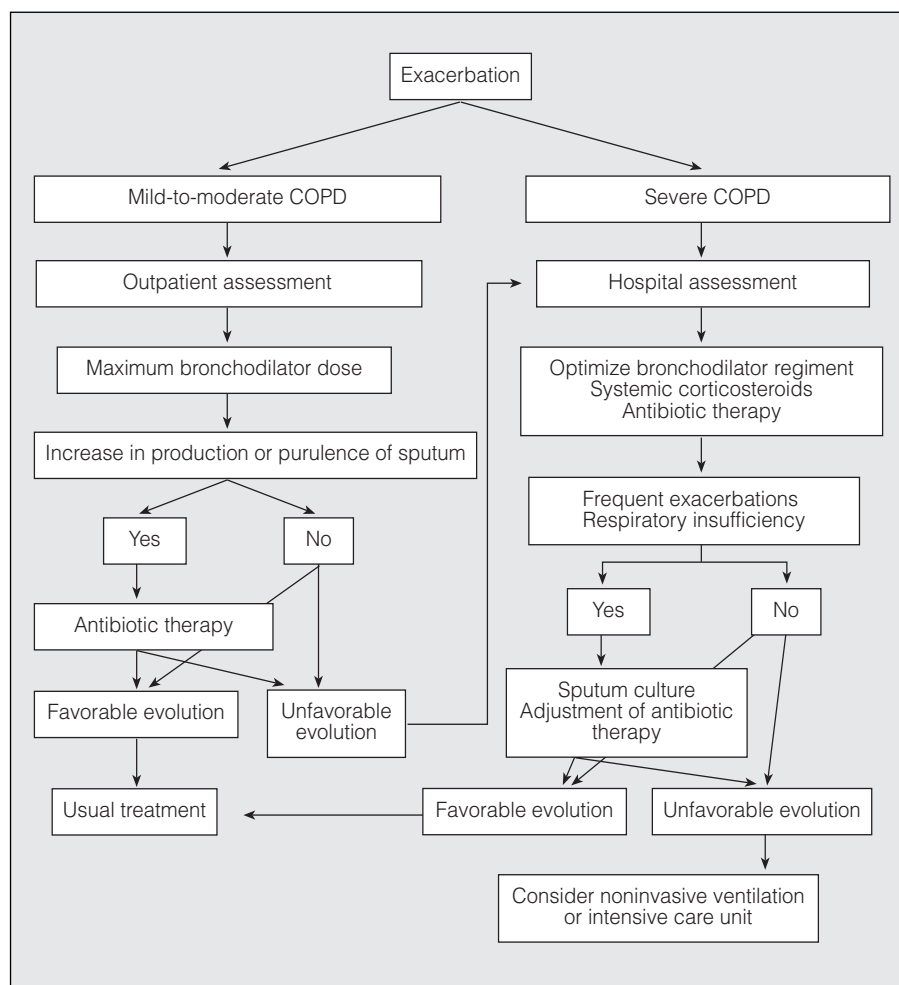 Exacerbation
Mild-to-moderate COPD
Severe COPD
Outpatient assessment
Hospital assessment
Maximum bronchodilator dose
Optimize bronchodilator regiment
Systemic corticosteroids
Antibiotic therapy
Increase in production or purulence of sputum
Frequent exacerbations
Respiratory insufficiency
Yes
No
Yes
No
Antibiotic therapy
Sputum culture
Adjustment of antibiotic
therapy
Favorable evolution
Unfavorable
evolution
Usual treatment
Favorable evolution
Unfavorable evolution
Consider noninvasive ventilation
or intensive care unit